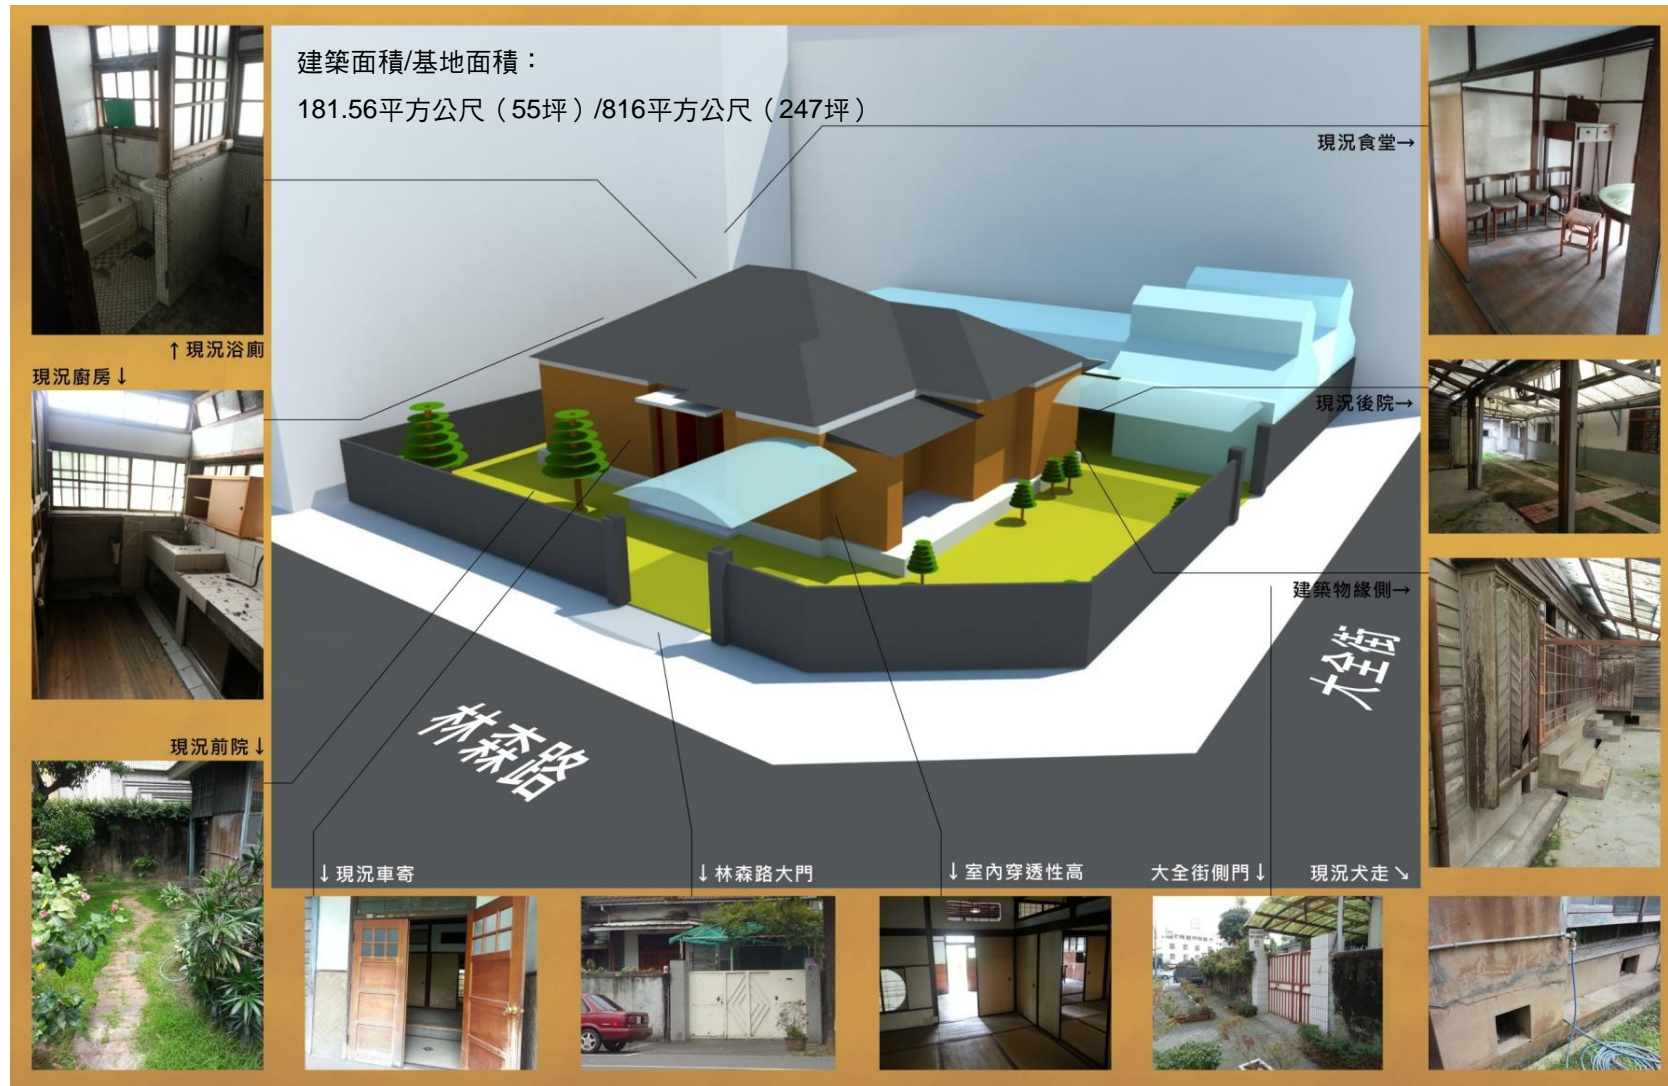 建築面積/基地面積：
181.56平方公尺（55坪）/816平方公尺（247坪）
現況食堂→
↑現況浴廁
現況廚房↓
現況後院→
建築物緣側→
大全街
林森路
現況前院↓
↓現況車寄
↓林森路大門
↓室內穿透性高
大全街側門↓
現況犬走↘